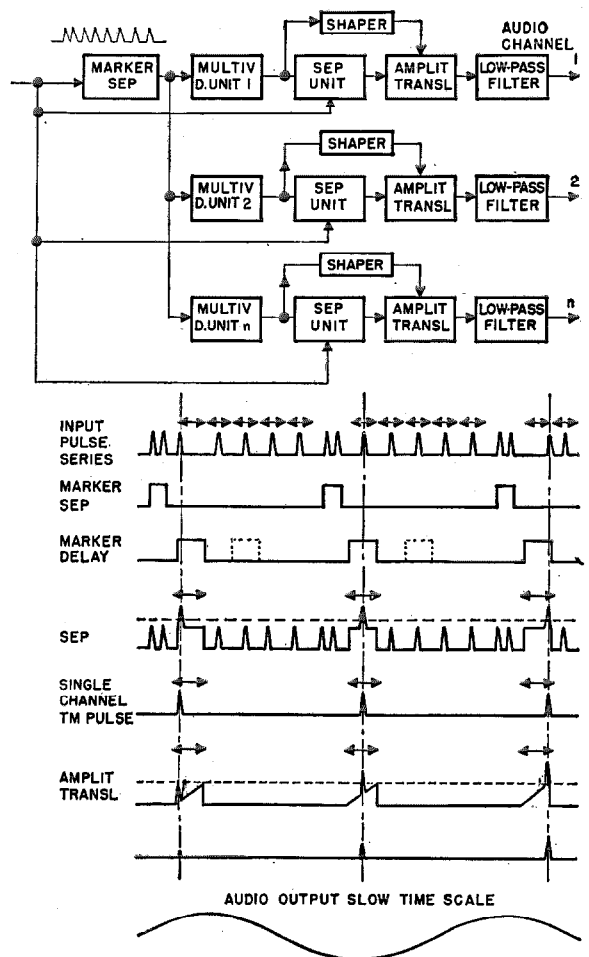 SHAPER
AUDIO
CHANNEL
1
MARKER
SEP
MULTIV
D.UNIT 1
SEP
UNIT
AMPLIT
TRANSL
LOW-PASS
FILTER
SHAPER
2
MULTIV
D.UNIT 2
SEP
UNIT
AMPLIT
TRANSL
LOW-PASS
FILTER
SHAPER
n
MULTIV
D.UNIT n
SEP
UNIT
AMPLIT
TRANSL
LOW-PASS
FILTER
INPUT
PULSE
SERIES
MARKER
SEP
MARKER
DELAY
SEP
SINGLE
CHANNEL
TM PULSE
AMPLIT
TRANSL
AUDIO OUTPUT SLOW TIME SCALE